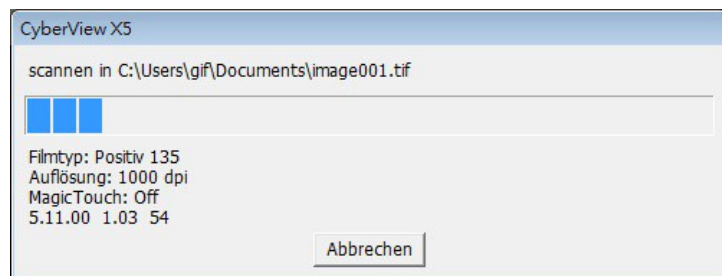 CyberView X5
scannen in C:\Users\gif\Documents\image001.tif
Filmtyp: Positiv 135
Auflösung: 1000 dpi
MagicTouch: Off
5.11.00 1.03 54
Abbrechen